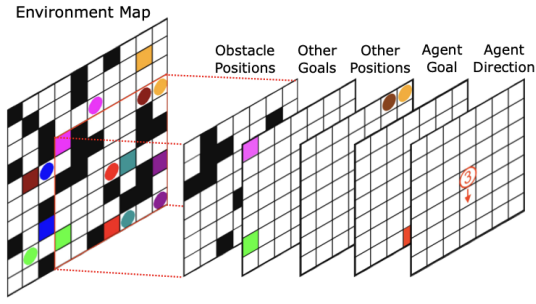 Environment Map
Obstacle Positions
Other Goals
Other Positions
Agent Goal
Agent Direction
3